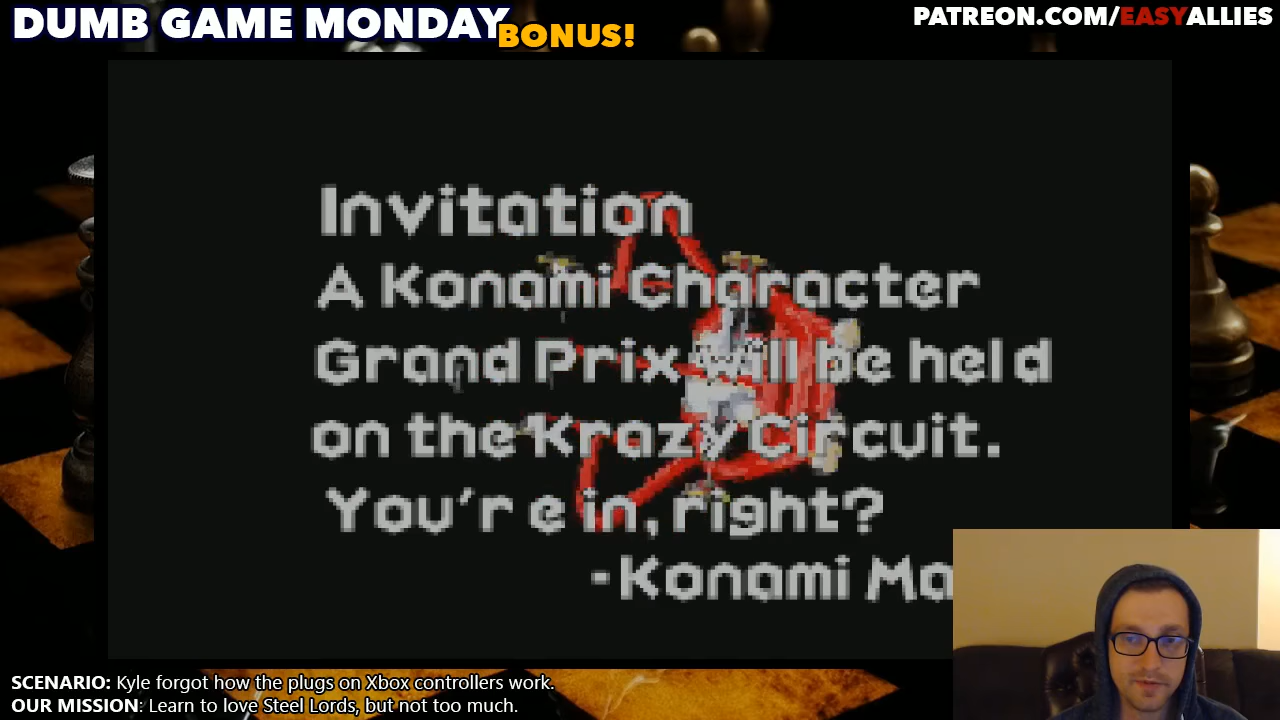 DUMB GAME MONDAY BONUS!
PATREON.COM/EASYALLIES
Invitation
A Konami Character
Grand Prix will be held
on the Krazy Circuit.
You're in, right?
-Konami Ma
SCENARIO: Kyle forgot how the plugs on Xbox controllers work.
OUR MISSION: Learn to love Steel Lords, but not too much.